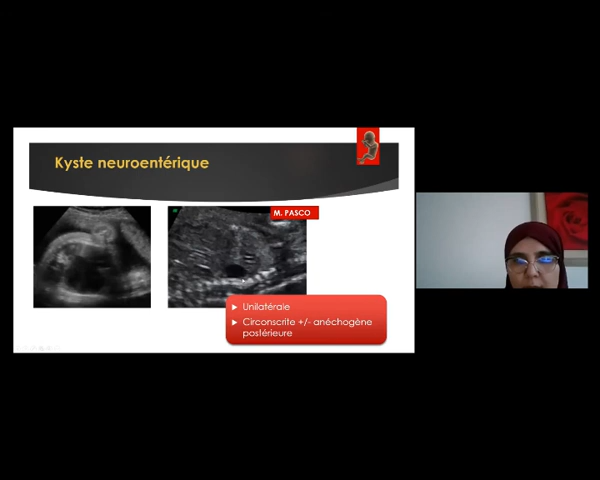 Kyste neuroentérique
M. PASCO
Unilatérale
Circonscrite +/- anéchogène
postérieure